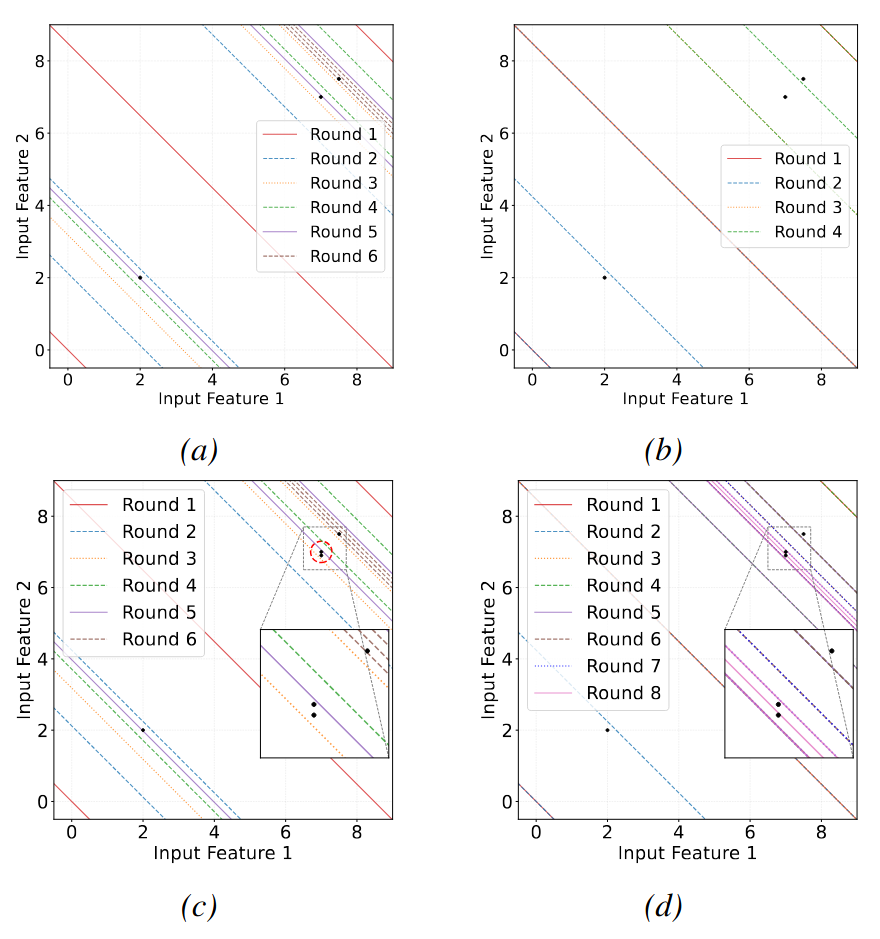 8
6
4
2
0
0 2 4 6 8
Input Feature 2
Input Feature 1
Round 1
Round 2
Round 3
Round 4
Round 5
Round 6
(a)
8
6
4
2
0
0 2 4 6 8
Input Feature 2
Input Feature 1
Round 1
Round 2
Round 3
Round 4
(b)
8
6
4
2
0
0 2 4 6 8
Input Feature 2
Input Feature 1
Round 1
Round 2
Round 3
Round 4
Round 5
Round 6
(c)
8
6
4
2
0
0 2 4 6 8
Input Feature 2
Input Feature 1
Round 1
Round 2
Round 3
Round 4
Round 5
Round 6
Round 7
Round 8
(d)